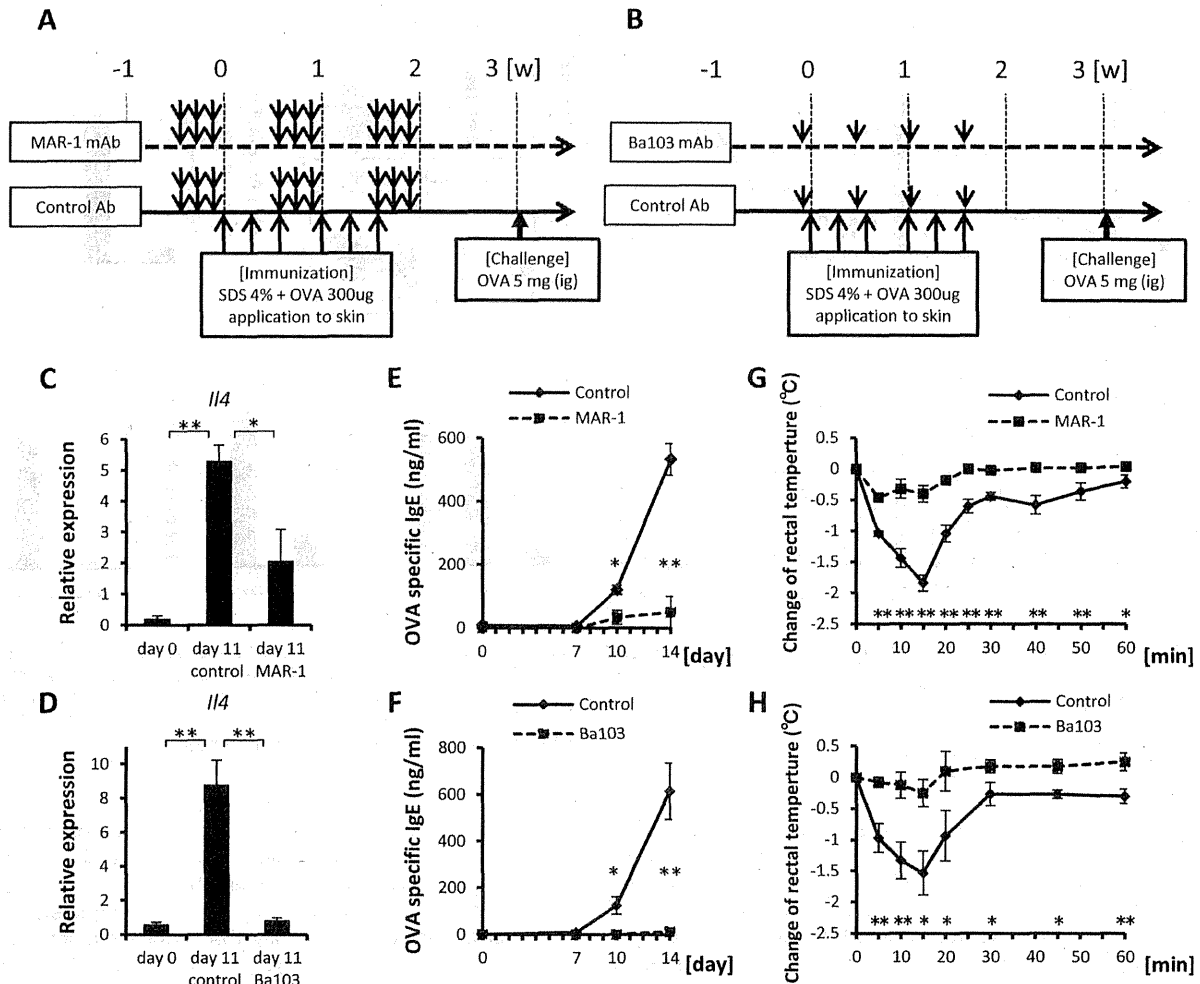 A
-1 0 1 2 3 [w]
MAR-1 mAb
Control Ab
[Immunization]
SDS 4% + OVA 300ug
application to skin
[Challenge]
OVA 5 mg (ig)
B
-1 0 1 2 3 [w]
Ba103 mAb
Control Ab
[Immunization]
SDS 4% + OVA 300ug
application to skin
[Challenge]
OVA 5 mg (ig)
C
Il4
** *
Relative expression
6
5
4
3
2
1
0
day 0 day 11 day 11
control MAR-1
E
Control
MAR-1
OVA specific IgE (ng/ml)
600
400
200
0
* **
0 7 10 14 [day]
G
Control
MAR-1
Change of rectal temperture (°C)
0.5
0
-0.5
-1
-1.5
-2
-2.5
** ** ** ** ** ** ** ** *
0 10 20 30 40 50 60 [min]
D
Il4
** **
Relative expression
10
8
6
4
2
0
day 0 day 11 day 11
control Ba103
F
Control
Ba103
OVA specific IgE (ng/ml)
800
600
400
200
0
* **
0 7 10 14 [day]
H
Control
Ba103
Change of rectal temperture (°C)
0.5
0
-0.5
-1
-1.5
-2
-2.5
** ** * * * * **
0 10 20 30 40 50 60 [min]